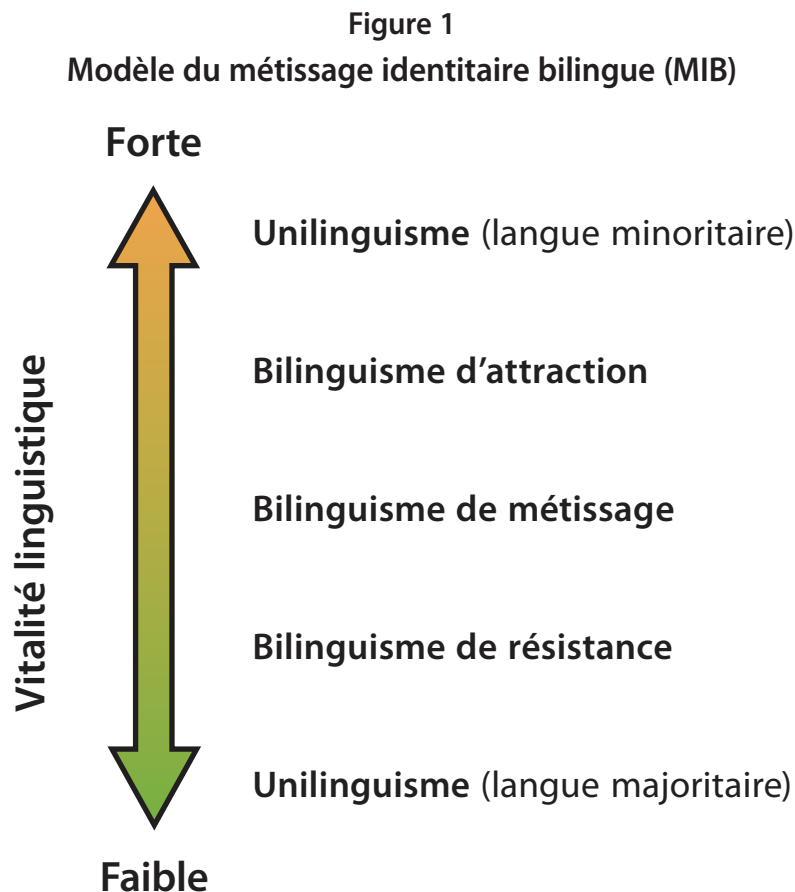 Figure 1
Modèle du métissage identitaire bilingue (MIB)
Forte
Vitalité linguistique
Unilinguisme (langue minoritaire)
Bilinguisme d’attraction
Bilinguisme de métissage
Bilinguisme de résistance
Unilinguisme (langue majoritaire)
Faible